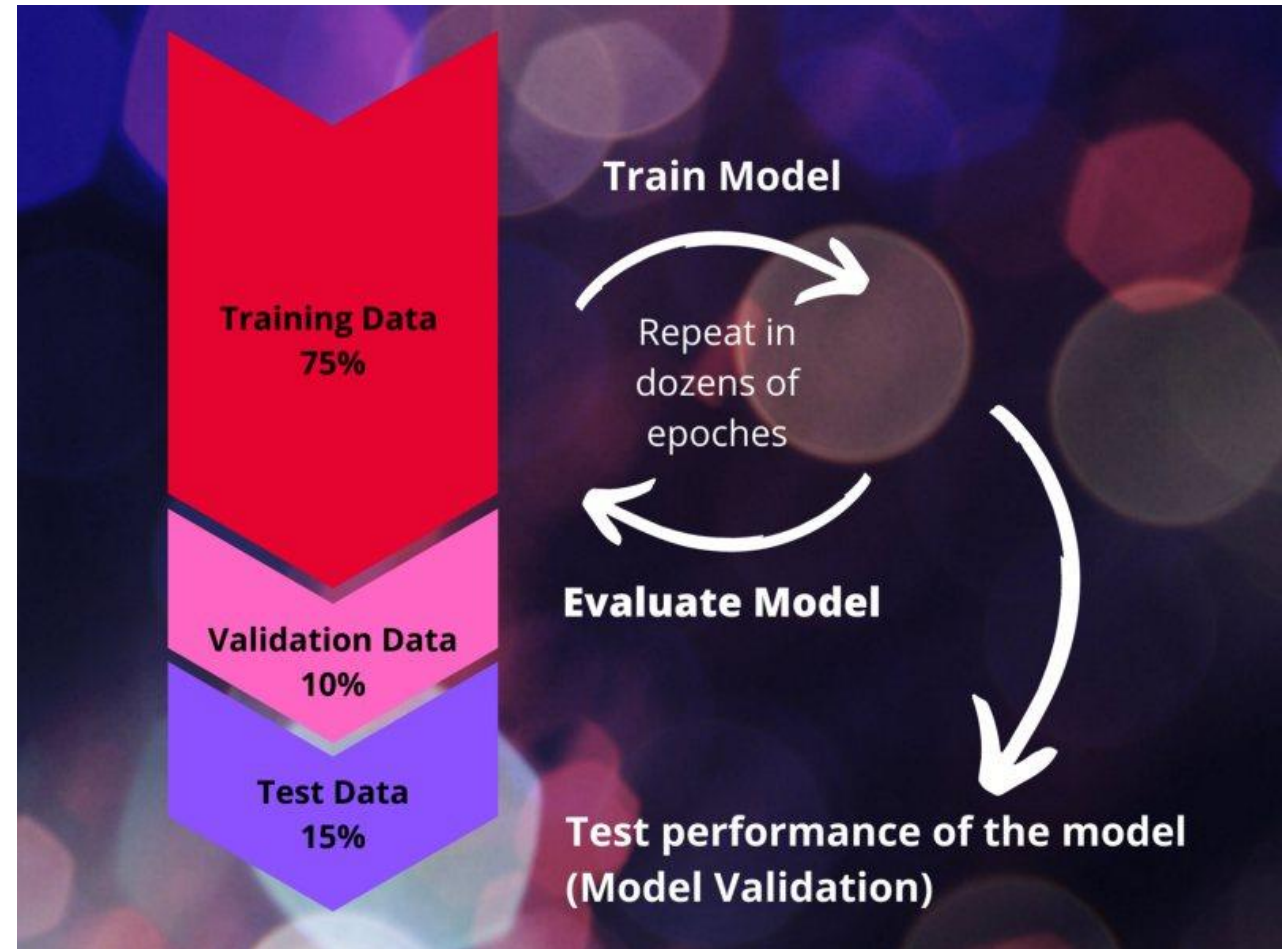 Training Data
75%
Validation Data
10%
Test Data
15%
Train Model
Repeat in
dozens of
epoches
Evaluate Model
Test performance of the model
(Model Validation)